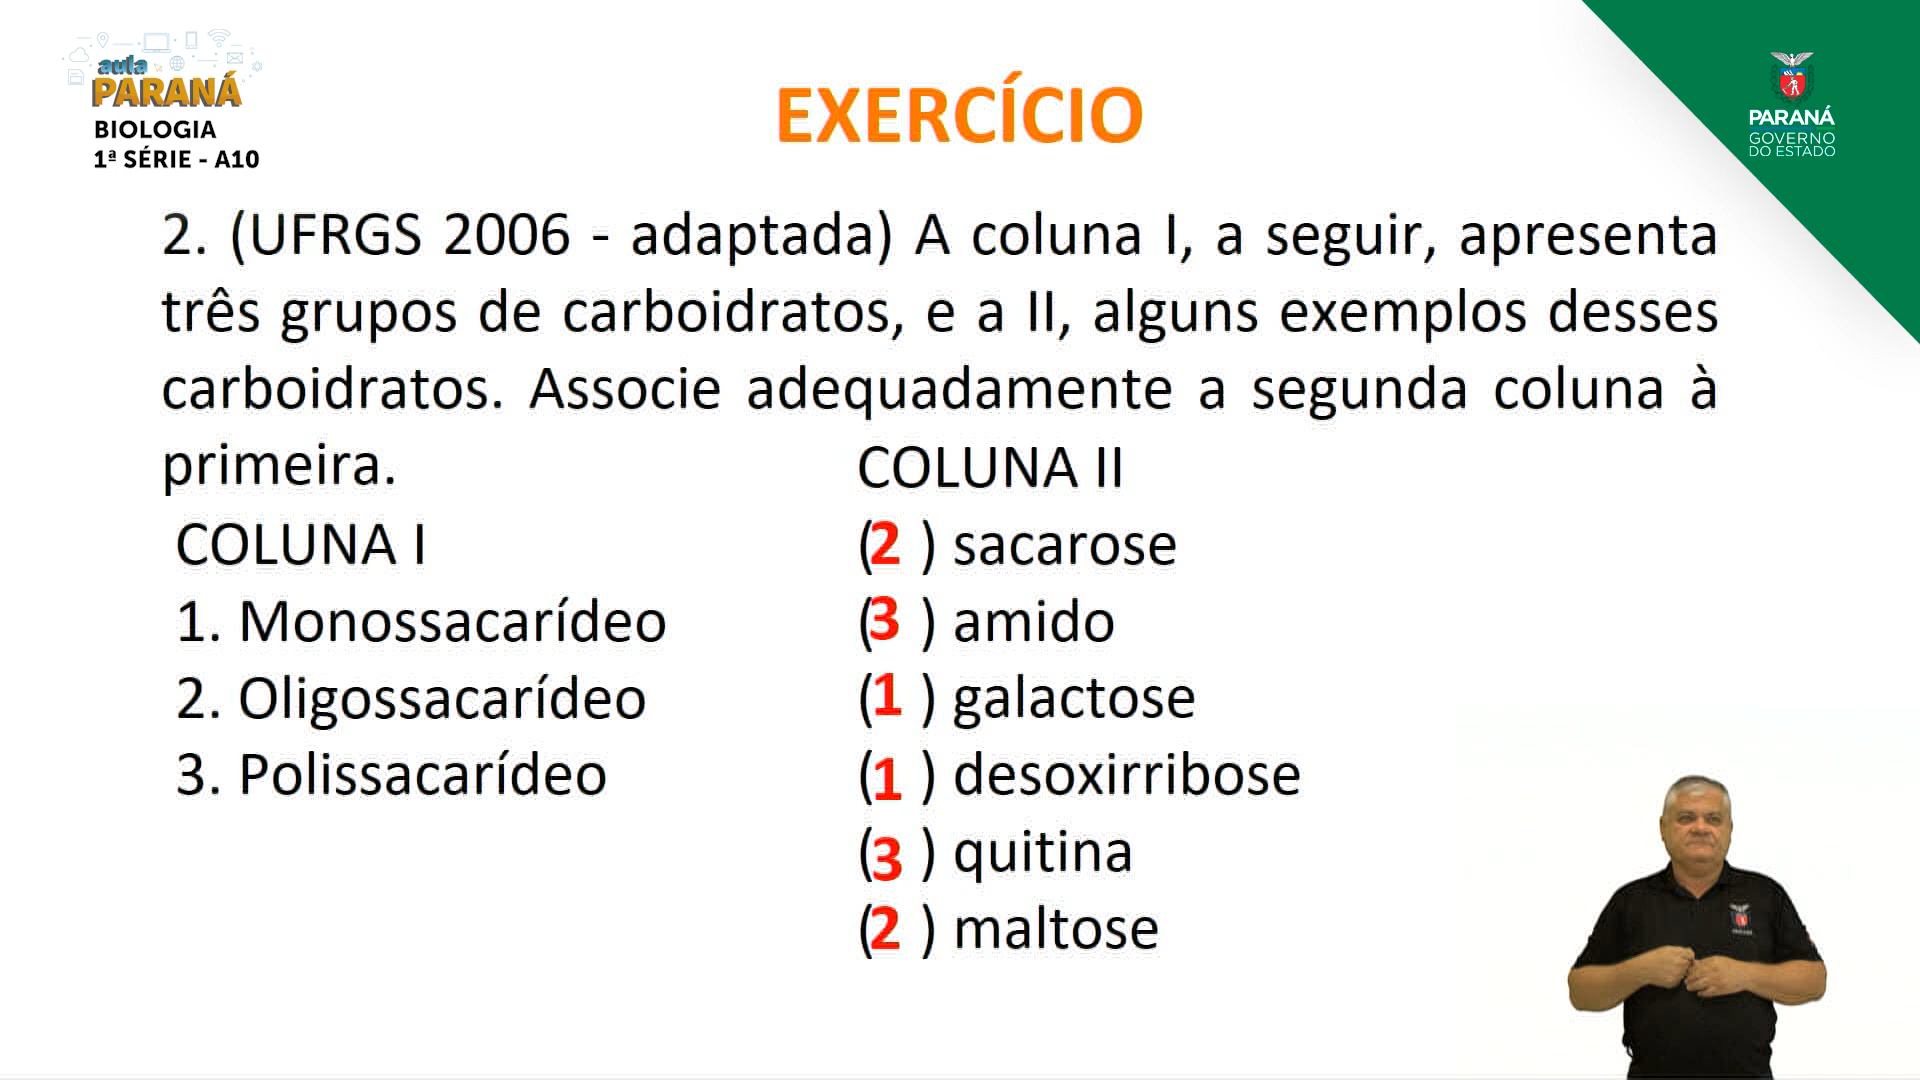 aula
PARANÁ
BIOLOGIA
1ª SÉRIE - A10
EXERCÍCIO
PARANÁ
GOVERNO
DO ESTADO
2. (UFRGS 2006 - adaptada) A coluna I, a seguir, apresenta
três grupos de carboidratos, e a II, alguns exemplos desses
carboidratos. Associe adequadamente a segunda coluna à
primeira.
COLUNA I
1. Monossacarídeo
2. Oligossacarídeo
3. Polissacarídeo
COLUNA II
(2 ) sacarose
(3 ) amido
(1 ) galactose
(1 ) desoxirribose
(3 ) quitina
(2 ) maltose